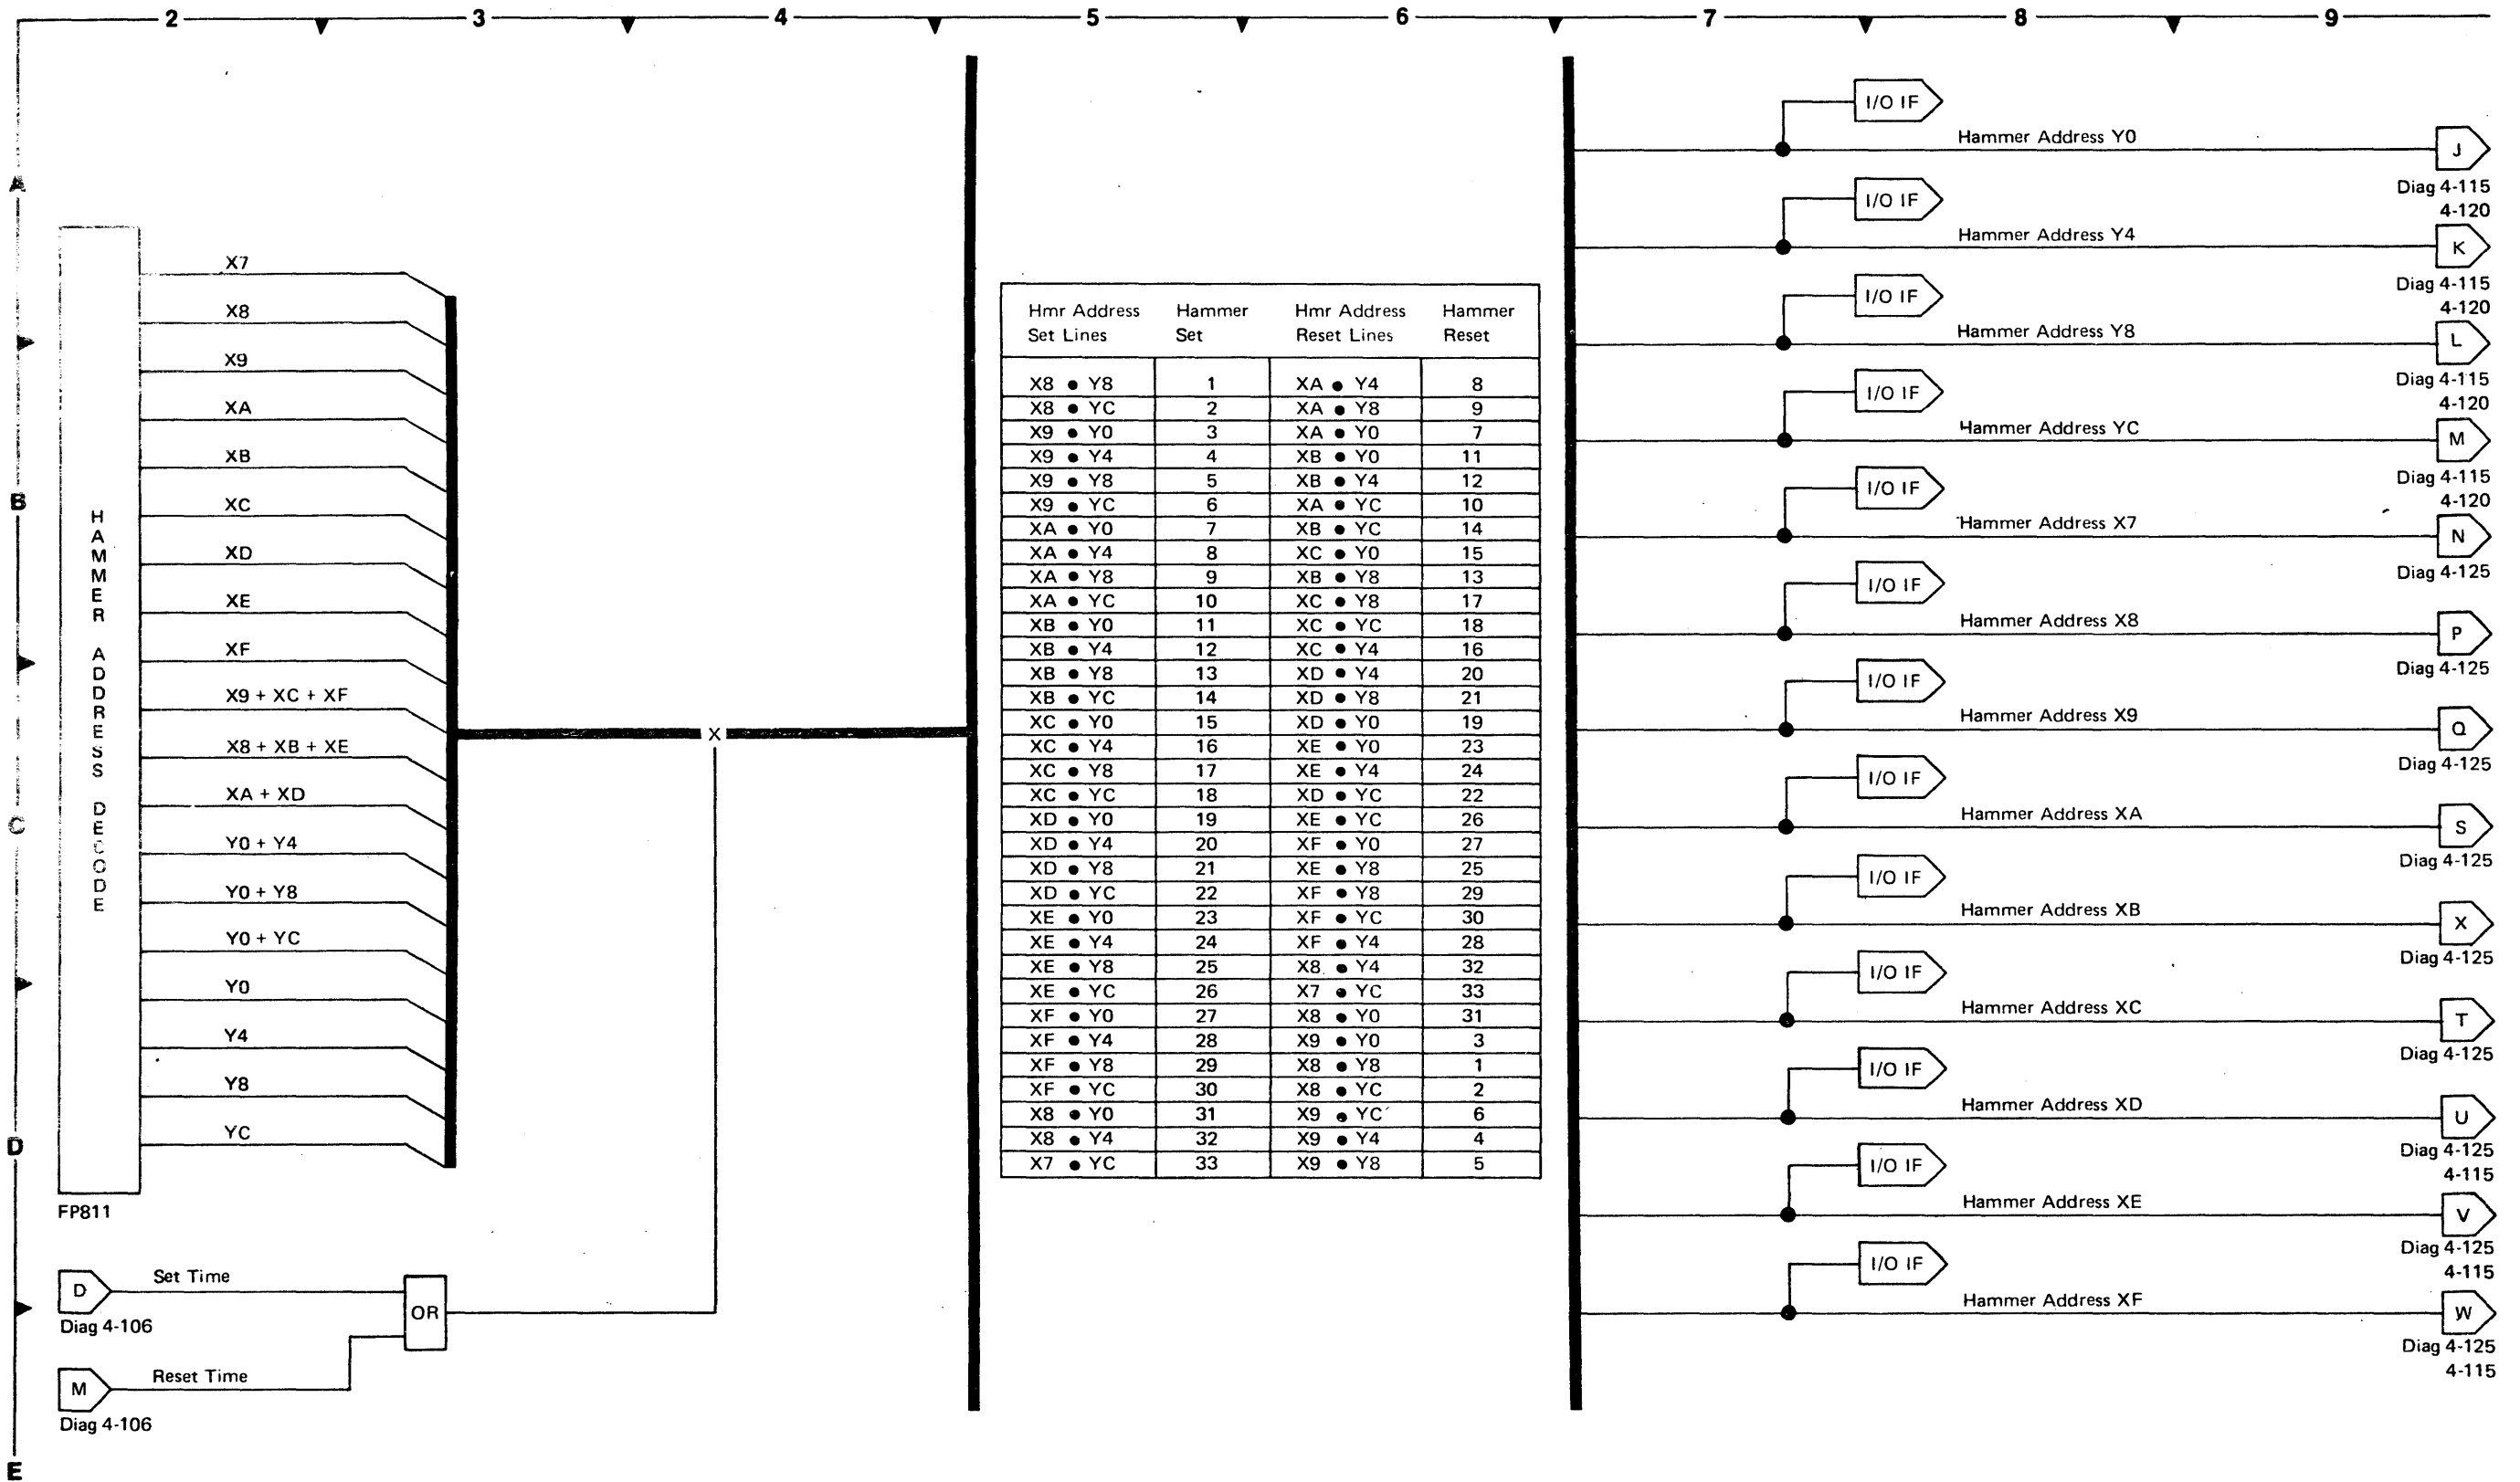 2 3 4 5 6 7 8 9
A
B
C
D
E
HAMMER ADDRESS DECODE
X7
X8
X9
XA
XB
XC
XD
XE
XF
X9 + XC + XF
X8 + XB + XE
XA + XD
Y0 + Y4
Y0 + Y8
Y0 + YC
Y0
Y4
Y8
YC
FP811
D
Set Time
Diag 4-106
M
Reset Time
Diag 4-106
OR
X
Hmr Address Set Lines Hammer Set Hmr Address Reset Lines Hammer Reset
X8 • Y8 1 XA • Y4 8
X8 • YC 2 XA • Y8 9
X9 • Y0 3 XA • Y0 7
X9 • Y4 4 XB • Y0 11
X9 • Y8 5 XB • Y4 12
X9 • YC 6 XA • YC 10
XA • Y0 7 XB • YC 14
XA • Y4 8 XC • Y0 15
XA • Y8 9 XB • Y8 13
XA • YC 10 XC • Y8 17
XB • Y0 11 XC • YC 18
XB • Y4 12 XC • Y4 16
XB • Y8 13 XD • Y4 20
XB • YC 14 XD • Y8 21
XC • Y0 15 XD • Y0 19
XC • Y4 16 XE • Y0 23
XC • Y8 17 XE • Y4 24
XC • YC 18 XD • YC 22
XD • Y0 19 XE • YC 26
XD • Y4 20 XF • Y0 27
XD • Y8 21 XE • Y8 25
XD • YC 22 XF • Y8 29
XE • Y0 23 XF • YC 30
XE • Y4 24 XF • Y4 28
XE • Y8 25 X8 • Y4 32
XE • YC 26 X7 • YC 33
XF • Y0 27 X8 • Y0 31
XF • Y4 28 X9 • Y0 3
XF • Y8 29 X8 • Y8 1
XF • YC 30 X8 • YC 2
X8 • Y0 31 X9 • YC 6
X8 • Y4 32 X9 • Y4 4
X7 • YC 33 X9 • Y8 5
I/O IF
Hammer Address Y0
J
Diag 4-115
4-120
I/O IF
Hammer Address Y4
K
Diag 4-115
4-120
I/O IF
Hammer Address Y8
L
Diag 4-115
4-120
I/O IF
Hammer Address YC
M
Diag 4-115
4-120
I/O IF
Hammer Address X7
N
Diag 4-125
I/O IF
Hammer Address X8
P
Diag 4-125
I/O IF
Hammer Address X9
Q
Diag 4-125
I/O IF
Hammer Address XA
S
Diag 4-125
I/O IF
Hammer Address XB
X
Diag 4-125
I/O IF
Hammer Address XC
T
Diag 4-125
I/O IF
Hammer Address XD
U
Diag 4-125
4-115
I/O IF
Hammer Address XE
V
Diag 4-125
4-115
I/O IF
Hammer Address XF
W
Diag 4-125
4-115